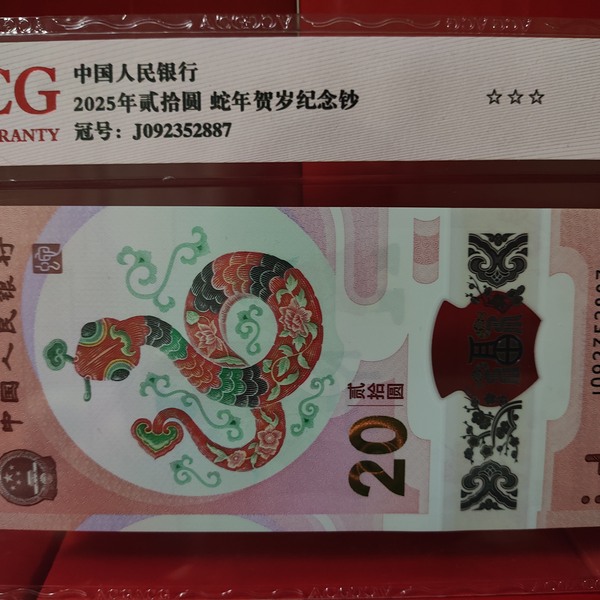 CG
RANTY
中国人民银行
2025年贰拾圆 蛇年贺岁纪念钞
冠号：J092352887
☆☆☆
中国人民银行
贰拾圆
20
J092352887